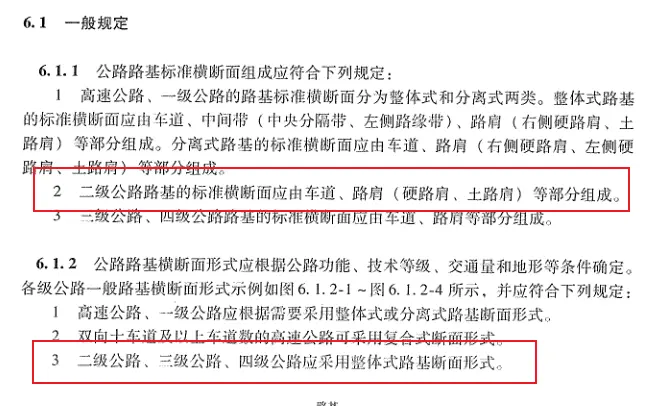 6.1 一般规定
6.1.1 公路路基标准横断面组成应符合下列规定：
1 高速公路、一级公路的路基标准横断面分为整体式和分离式两类。整体式路基
的标准横断面应由车道、中间带（中央分隔带、左侧路缘带）、路肩（右侧硬路肩、土
路肩）等部分组成。分离式路基的标准横断面应由车道、路肩（右侧硬路肩、左侧硬
路肩、土路肩）等部分组成。
2 二级公路路基的标准横断面应由车道、路肩（硬路肩、土路肩）等部分组成。
3 三级公路、四级公路路基的标准横断面应由车道、路肩等部分组成。
6.1.2 公路路基横断面形式应根据公路功能、技术等级、交通量和地形等条件确定。
各级公路一般路基横断面形式示例如图6.1.2-1～图6.1.2-4所示，并应符合下列规定：
1 高速公路、一级公路应根据需要采用整体式或分离式路基断面形式。
2 双向十车道及以上车道数的高速公路可采用复合式断面形式。
3 二级公路、三级公路、四级公路应采用整体式路基断面形式。